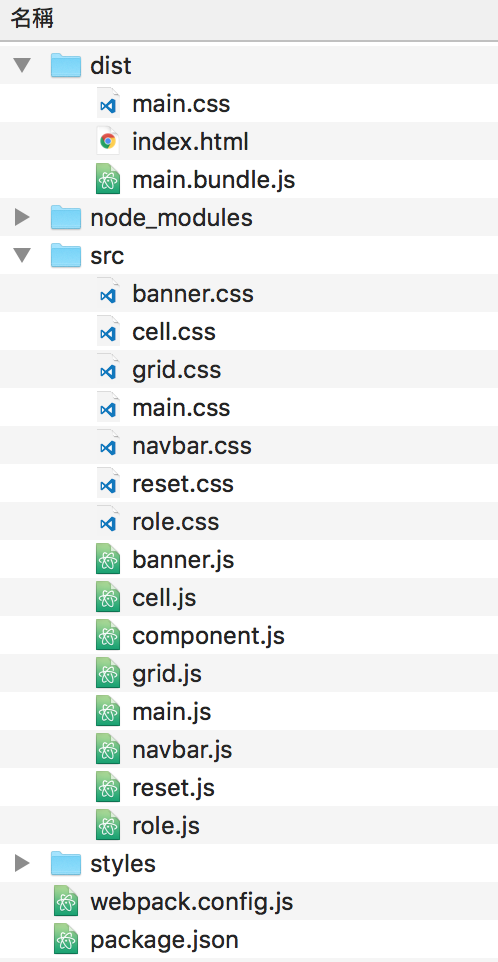 名稱
dist
main.css
index.html
main.bundle.js
node_modules
src
banner.css
cell.css
grid.css
main.css
navbar.css
reset.css
role.css
banner.js
cell.js
component.js
grid.js
main.js
navbar.js
reset.js
role.js
styles
webpack.config.js
package.json